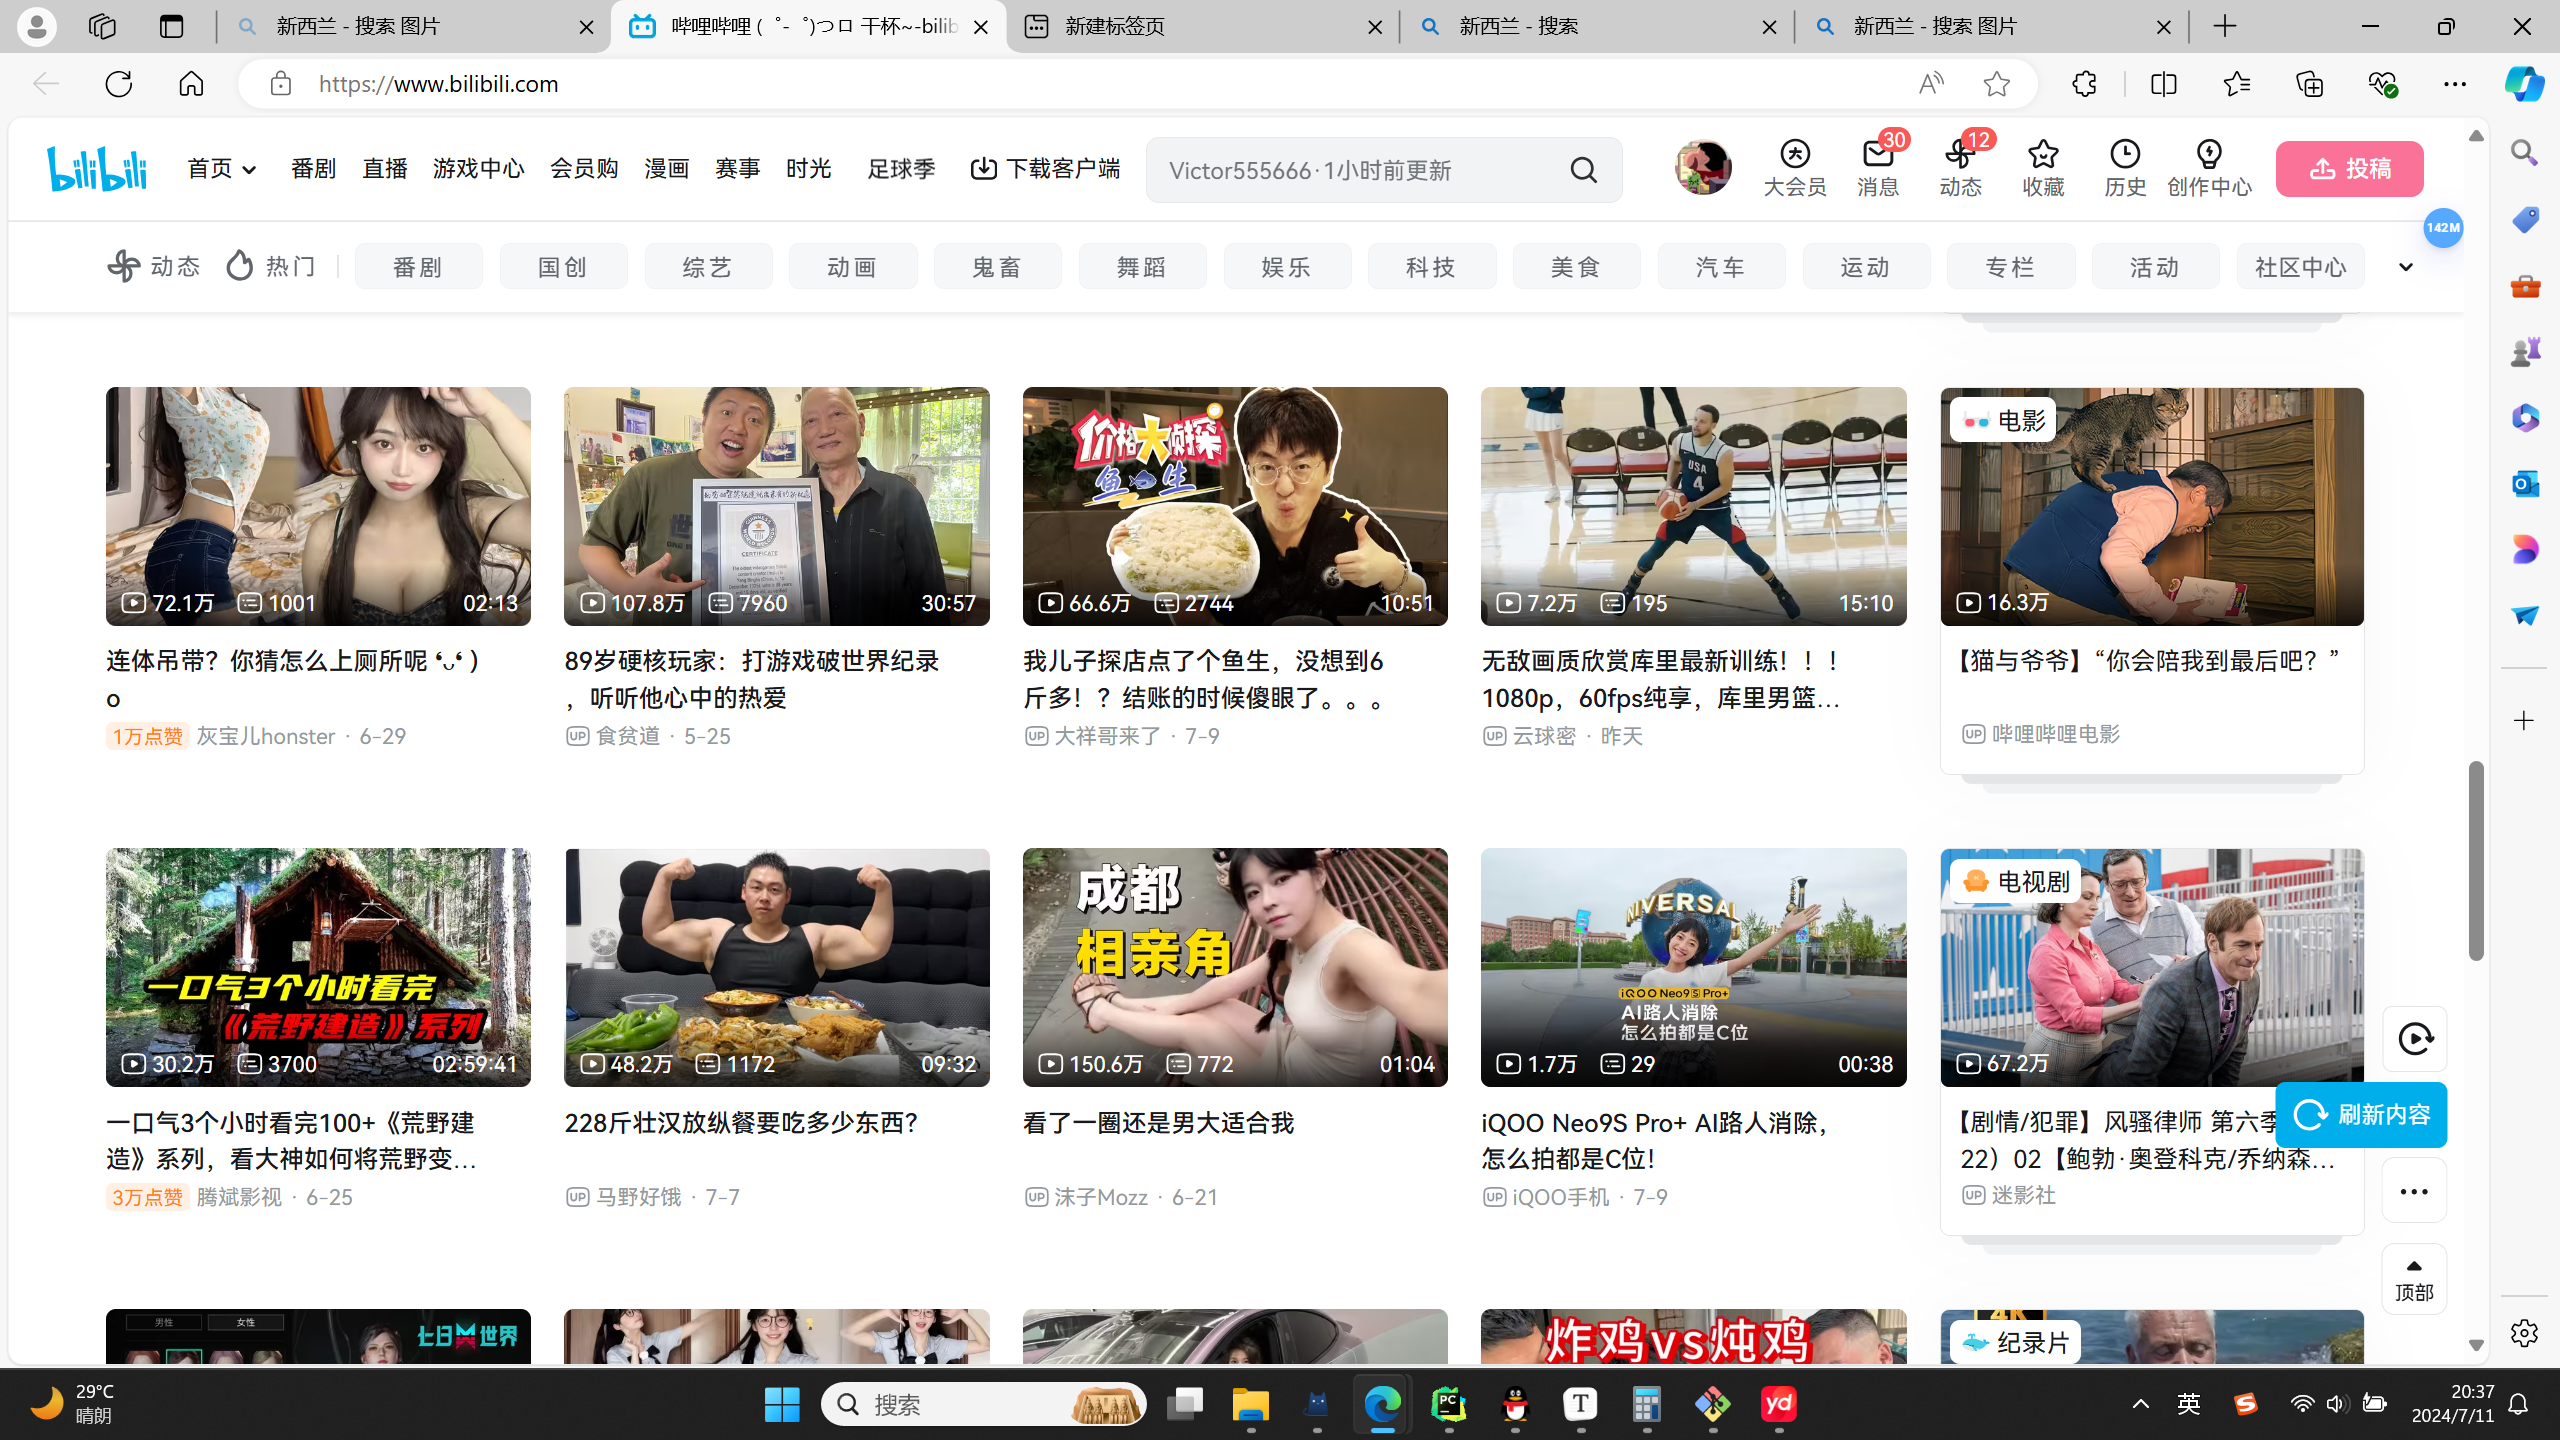 新西兰 - 搜索 图片
哔哩哔哩 (゜-゜)つロ 干杯~-bilib
新建标签页
新西兰 - 搜索
新西兰 - 搜索 图片
https://www.bilibili.com
bilibili
首页
番剧
直播
游戏中心
会员购
漫画
赛事
时光
足球季
下载客户端
Victor555666·1小时前更新
大会员
30
消息
12
动态
收藏
历史
创作中心
投稿
142M
动态
热门
番剧
国创
综艺
动画
鬼畜
舞蹈
娱乐
科技
美食
汽车
运动
专栏
活动
社区中心
72.1万 1001 02:13
连体吊带？你猜怎么上厕所呢 ❛ᴗ❛ )
o
1万点赞 灰宝儿honster · 6-29
CERTIFICATE
107.8万 7960 30:57
89岁硬核玩家：打游戏破世界纪录
，听听他心中的热爱
UP 食贫道 · 5-25
价格大侦探
鱼生
66.6万 2744 10:51
我儿子探店点了个鱼生，没想到6
斤多！？结账的时候傻眼了。。。
UP 大祥哥来了 · 7-9
USA
4
7.2万 195 15:10
无敌画质欣赏库里最新训练！！！
1080p，60fps纯享，库里男篮…
UP 云球密 · 昨天
电影
16.3万
【猫与爷爷】“你会陪我到最后吧？”
UP 哔哩哔哩电影
一口气3个小时看完
《荒野建造》系列
30.2万 3700 02:59:41
一口气3个小时看完100+《荒野建
造》系列，看大神如何将荒野变…
3万点赞 腾斌影视 · 6-25
48.2万 1172 09:32
228斤壮汉放纵餐要吃多少东西？
UP 马野好饿 · 7-7
成都
相亲角
150.6万 772 01:04
看了一圈还是男大适合我
UP 沫子Mozz · 6-21
NIVERSAL
iQOO Neo9S Pro+
AI路人消除
怎么拍都是C位
1.7万 29 00:38
iQOO Neo9S Pro+ AI路人消除，
怎么拍都是C位！
UP iQOO手机 · 7-9
电视剧
67.2万
【剧情/犯罪】风骚律师 第六季
22）02【鲍勃·奥登科克/乔纳森…
UP 迷影社
刷新内容
顶部
男性
女性
七日世界
炸鸡vs炖鸡
4K
纪录片
29°C
晴朗
搜索
PC
T
yd
英
20:37
2024/7/11